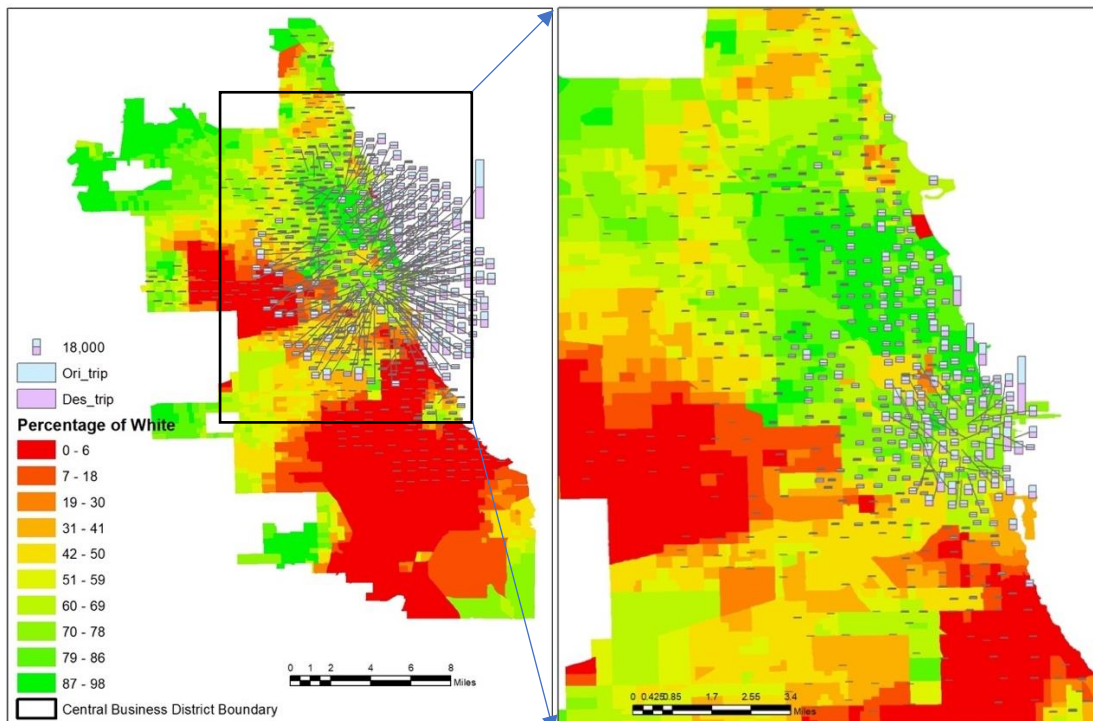 18,000
Ori_trip
Des_trip
Percentage of White
0 - 6
7 - 18
19 - 30
31 - 41
42 - 50
51 - 59
60 - 69
70 - 78
79 - 86
87 - 98
Central Business District Boundary
0 1 2 4 6 8
Miles
0 0.425 0.85 1.7 2.55 3.4
Miles